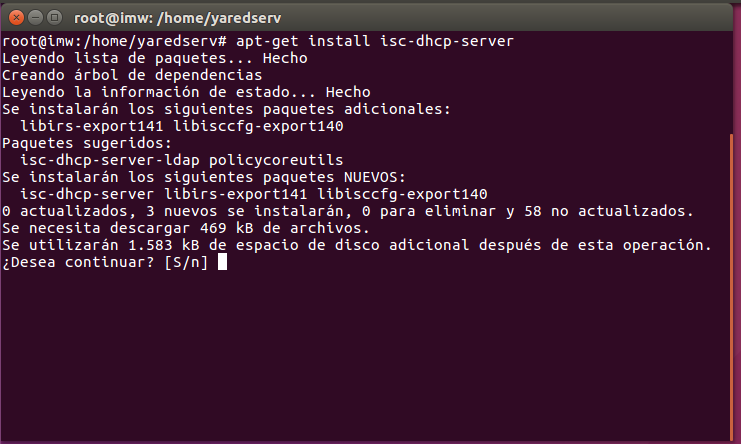 root@imw: /home/yaredserv
root@imw:/home/yaredserv# apt-get install isc-dhcp-server
Leyendo lista de paquetes... Hecho
Creando árbol de dependencias
Leyendo la información de estado... Hecho
Se instalarán los siguientes paquetes adicionales:
  libirs-export141 libisccfg-export140
Paquetes sugeridos:
  isc-dhcp-server-ldap policycoreutils
Se instalarán los siguientes paquetes NUEVOS:
  isc-dhcp-server libirs-export141 libisccfg-export140
0 actualizados, 3 nuevos se instalarán, 0 para eliminar y 58 no actualizados.
Se necesita descargar 469 kB de archivos.
Se utilizarán 1.583 kB de espacio de disco adicional después de esta operación.
¿Desea continuar? [S/n]